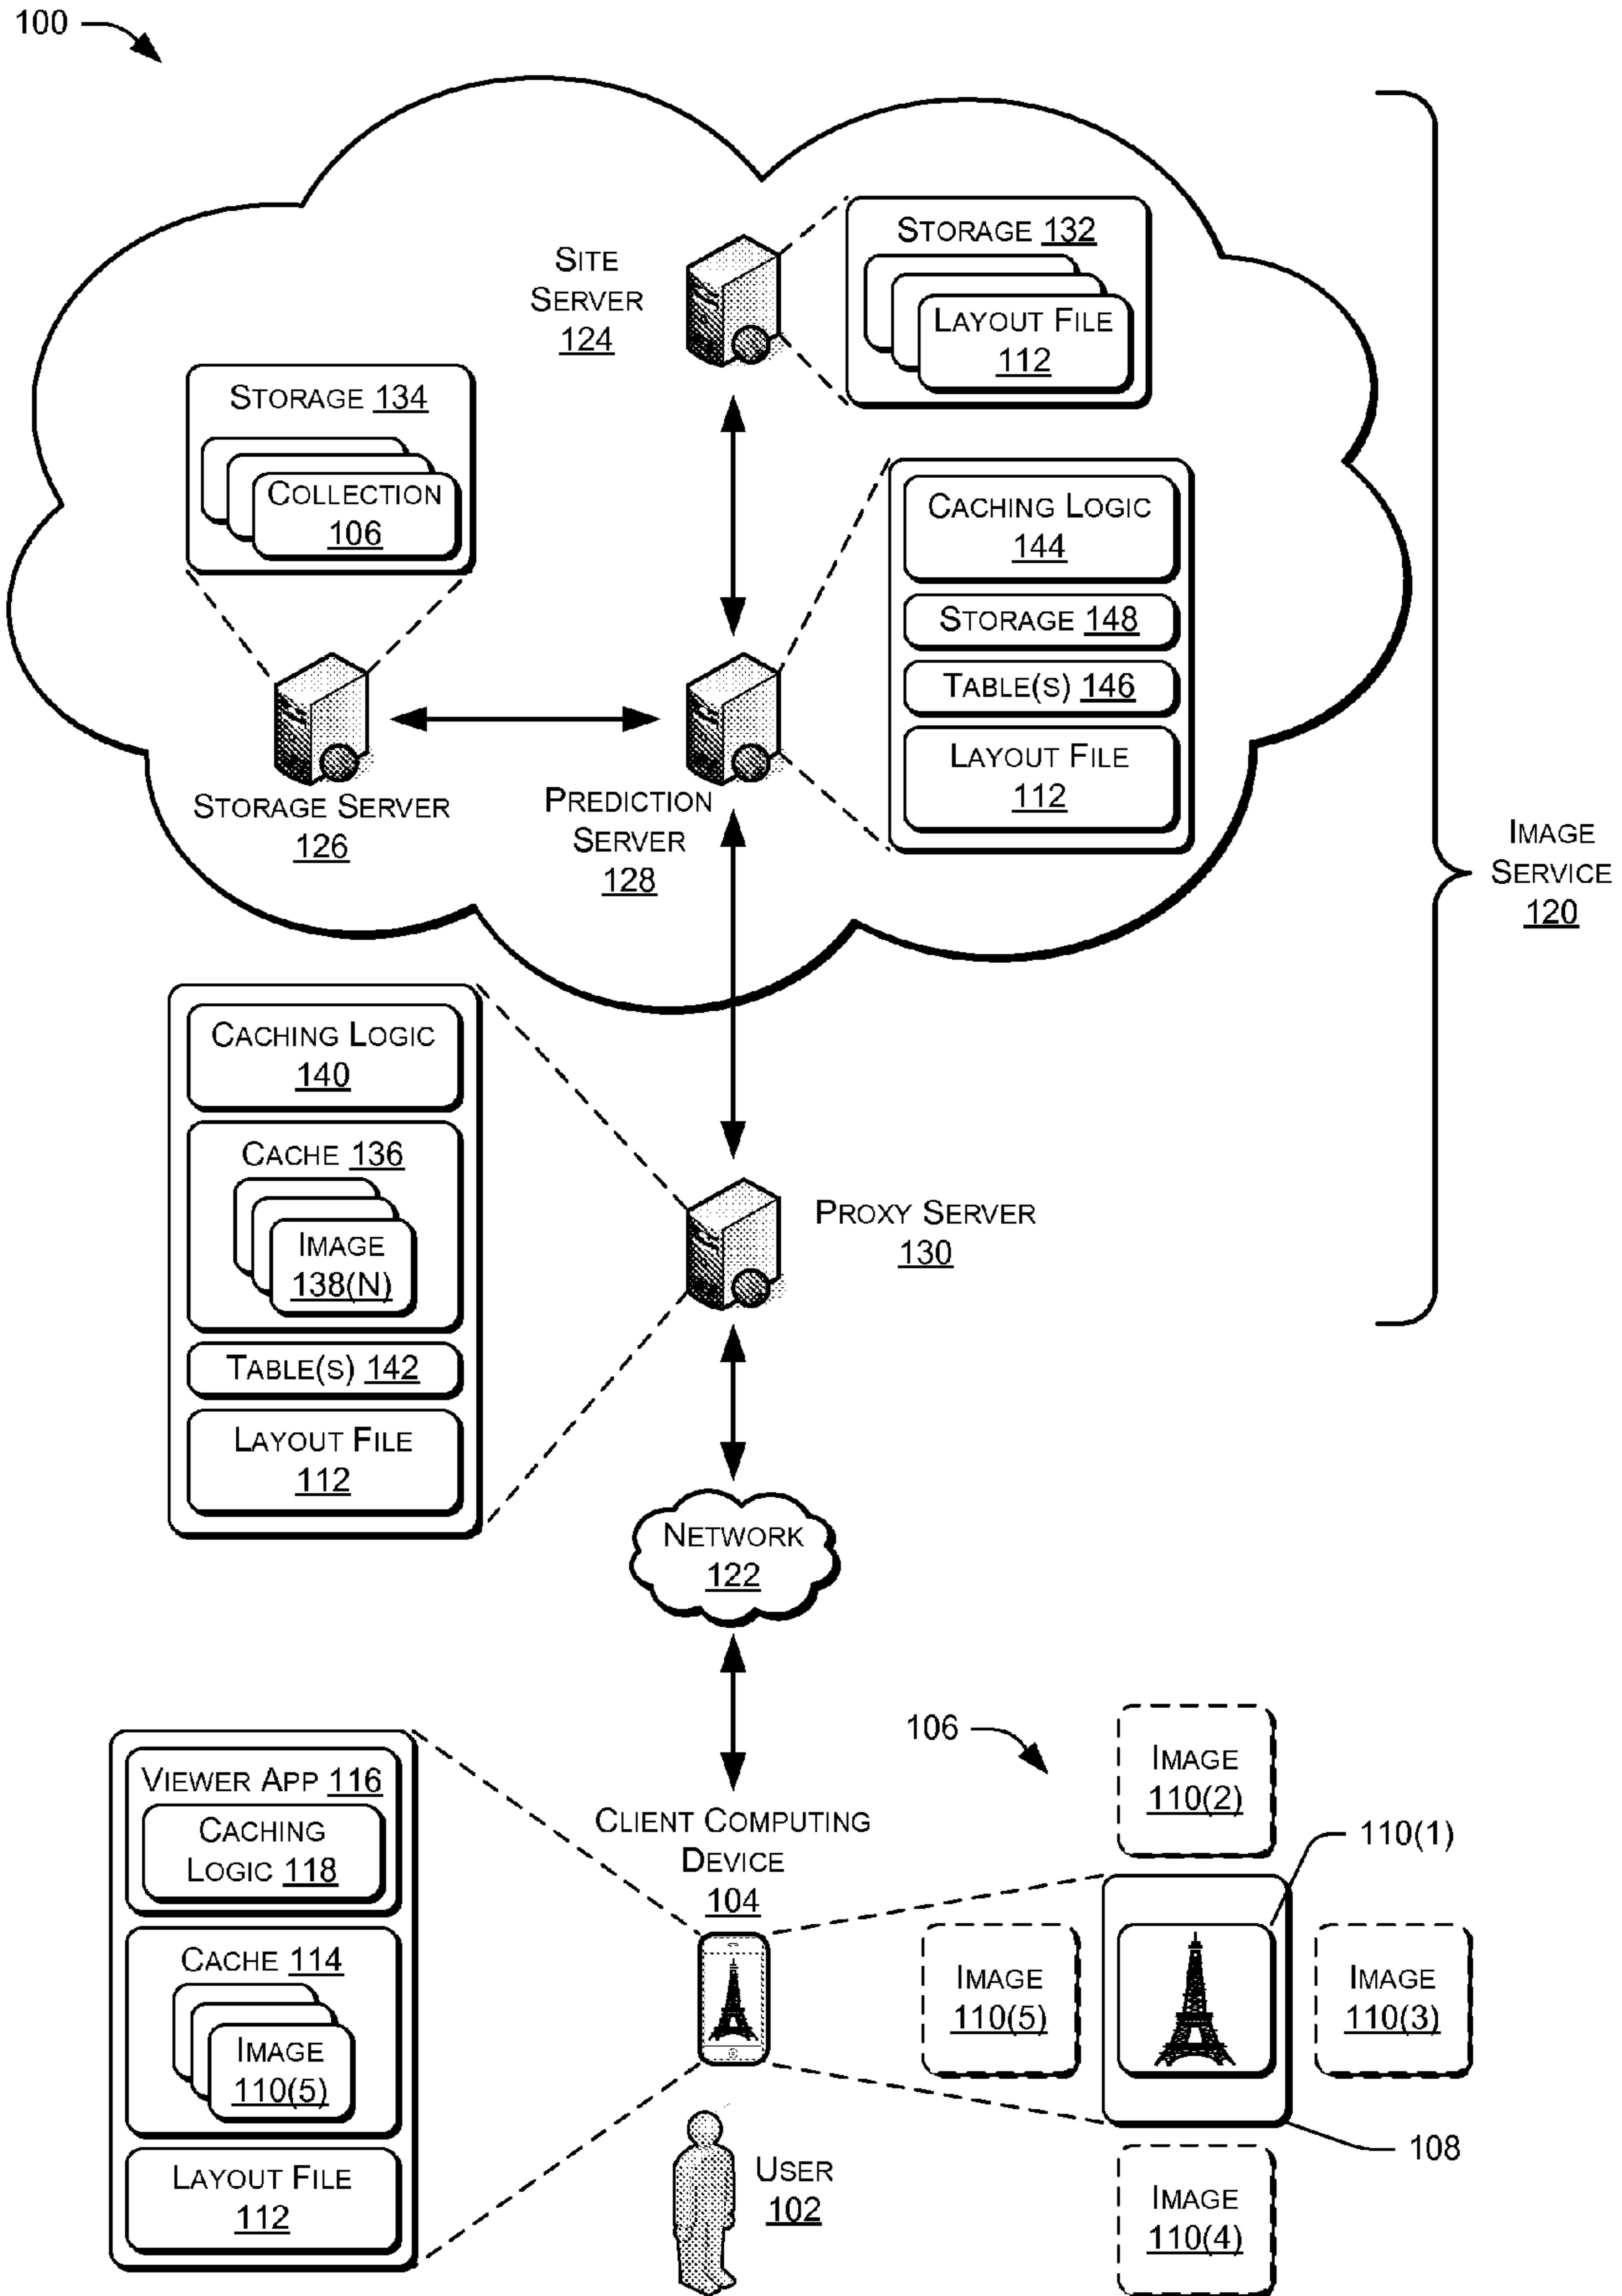 100
SITE
SERVER
124
STORAGE 132
LAYOUT FILE
112
STORAGE 134
COLLECTION
106
CACHING LOGIC
144
STORAGE 148
TABLE(S) 146
LAYOUT FILE
112
STORAGE SERVER
126
PREDICTION
SERVER
128
IMAGE
SERVICE
120
CACHING LOGIC
140
CACHE 136
IMAGE
138(N)
TABLE(S) 142
LAYOUT FILE
112
PROXY SERVER
130
NETWORK
122
VIEWER APP 116
CACHING
LOGIC 118
CACHE 114
IMAGE
110(5)
LAYOUT FILE
112
CLIENT COMPUTING
DEVICE
104
USER
102
106
IMAGE
110(2)
110(1)
IMAGE
110(5)
IMAGE
110(3)
108
IMAGE
110(4)